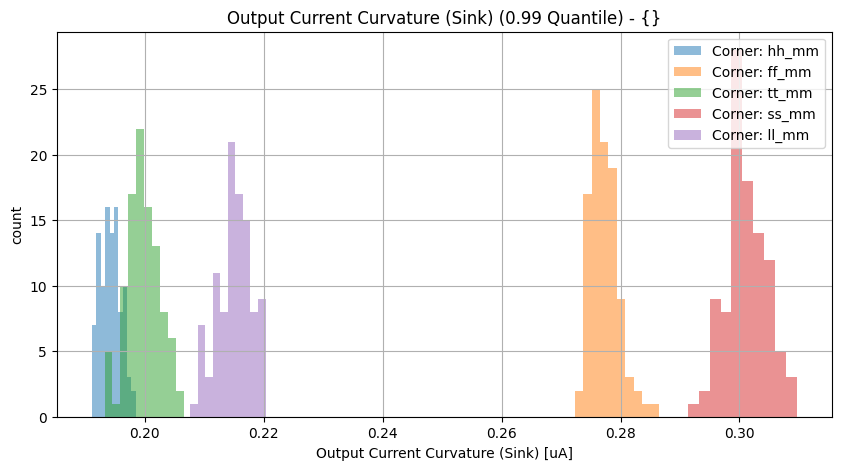 Output Current Curvature (Sink) (0.99 Quantile) - {}
Corner: hh_mm
Corner: ff_mm
Corner: tt_mm
Corner: ss_mm
Corner: ll_mm
count
25
20
15
10
5
0
0.20
0.22
0.24
0.26
0.28
0.30
Output Current Curvature (Sink) [uA]